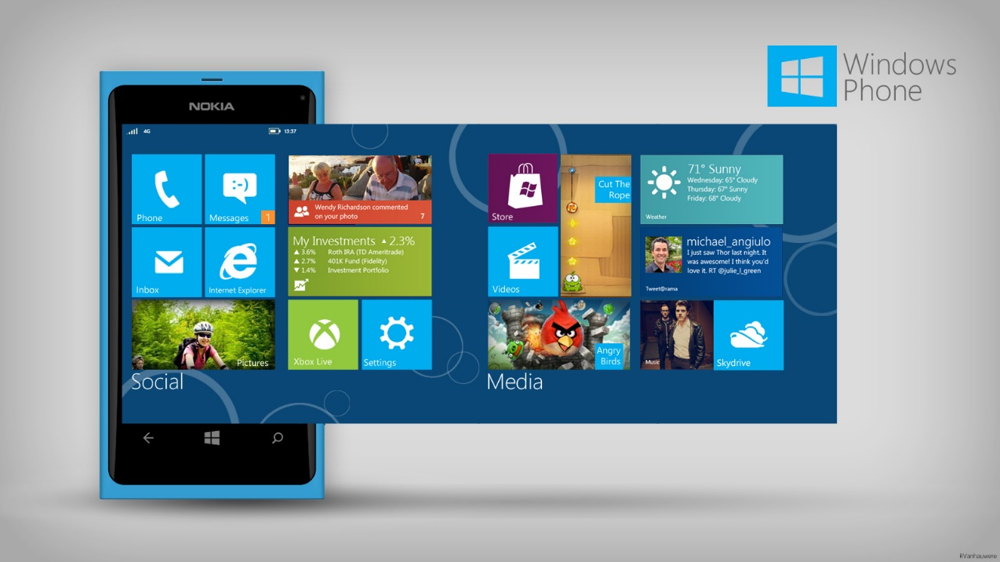 Windows
Phone
NOKIA
4G
13:37
Phone
Messages
1
Wendy Richardson commented
on your photo
7
Inbox
Internet Explorer
My Investments ▲ 2.3%
▲ 3.6% Roth IRA (TD Ameritrade)
▲ 2.7% 401K Fund (Fidelity)
▼ 1.4% Investment Portfolio
Pictures
Xbox Live
Settings
Social
Store
Cut The
Rope
71° Sunny
Wednesday: 65° Cloudy
Thursday: 67° Sunny
Friday: 68° Cloudy
Weather
Videos
michael_angiulo
I just saw Thor last night. It
was awesome! I think you'd
love it. RT @julie_l_green
Tweet@rama
Angry
Birds
Music
Skydrive
Media
RVanhauwere